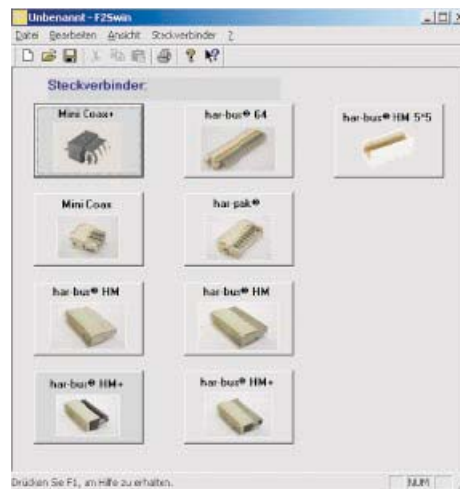 Unbenannt - F2Swin
Datei Bearbeiten Ansicht Steckverbinder ?
Steckverbinder:
Mini Coax+
har-bus® 64
har-bus® HM 5*5
Mini Coax
har-pak®
har-bus® HM
har-bus® HM
har-bus® HM+
har-bus® HM+
Drücken Sie F1, um Hilfe zu erhalten.
NUM